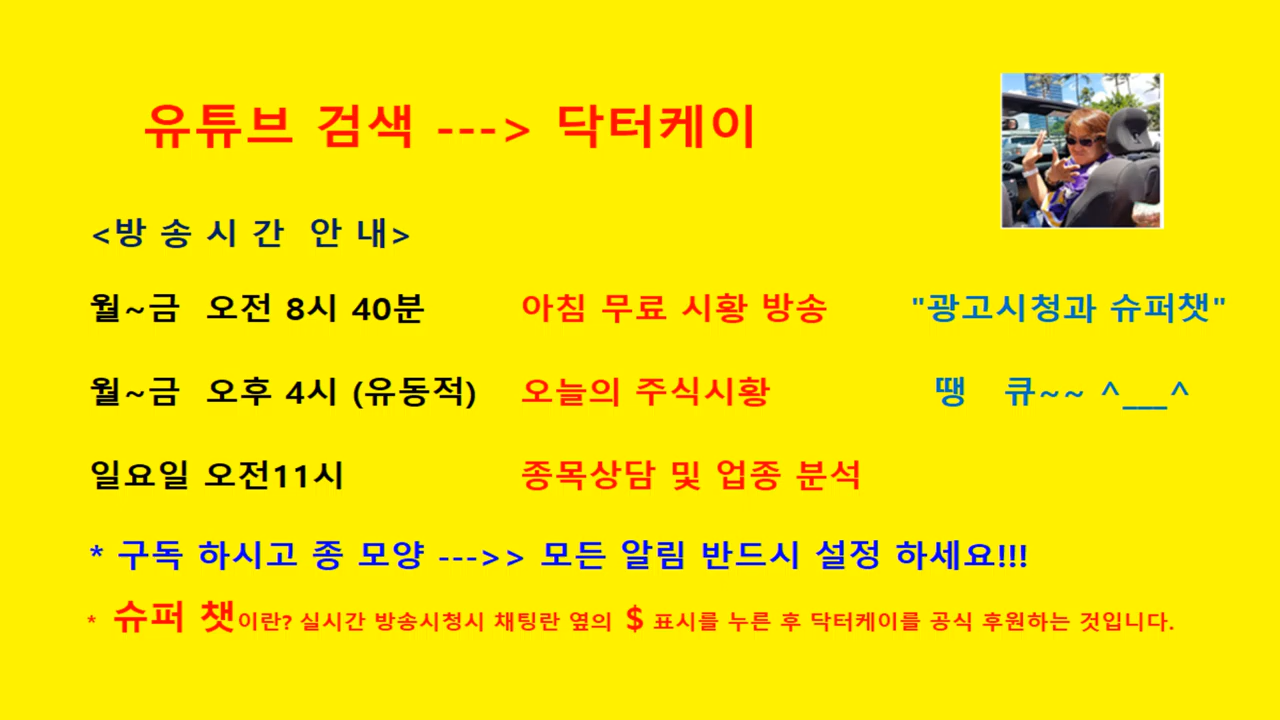 유튜브 검색 ---> 닥터케이
<방 송 시 간 안 내>
월~금 오전 8시 40분 아침 무료 시황 방송 "광고시청과 슈퍼챗"
월~금 오후 4시 (유동적) 오늘의 주식시황 땡 큐~~ ^___^
일요일 오전11시 종목상담 및 업종 분석
* 구독 하시고 종 모양 --->> 모든 알림 반드시 설정 하세요!!!
* 슈퍼 챗이란? 실시간 방송시청시 채팅란 옆의 $ 표시를 누른 후 닥터케이를 공식 후원하는 것입니다.